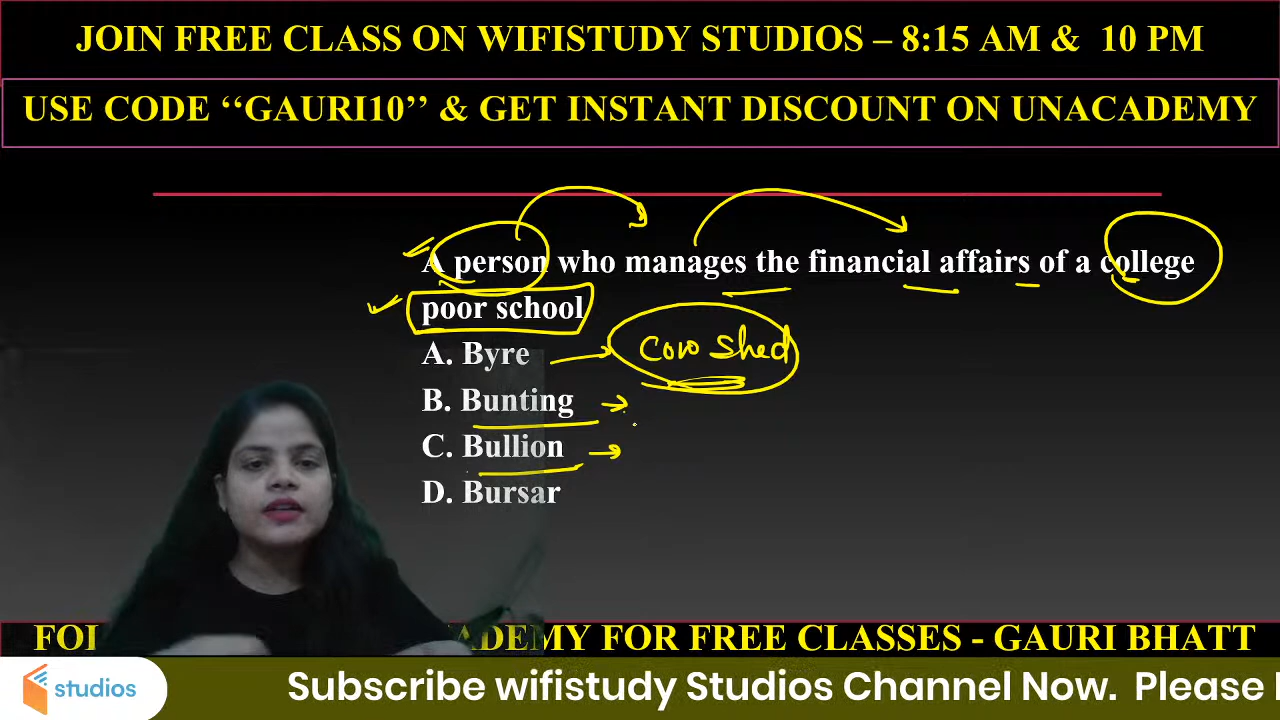 JOIN FREE CLASS ON WIFISTUDY STUDIOS – 8:15 AM & 10 PM
USE CODE ‘‘GAURI10’’ & GET INSTANT DISCOUNT ON UNACADEMY
A person who manages the financial affairs of a college
poor school
A. Byre
cow shed
B. Bunting
C. Bullion
D. Bursar
FOR FREE CLASSES - GAURI BHATT
studios
Subscribe wifistudy Studios Channel Now. Please